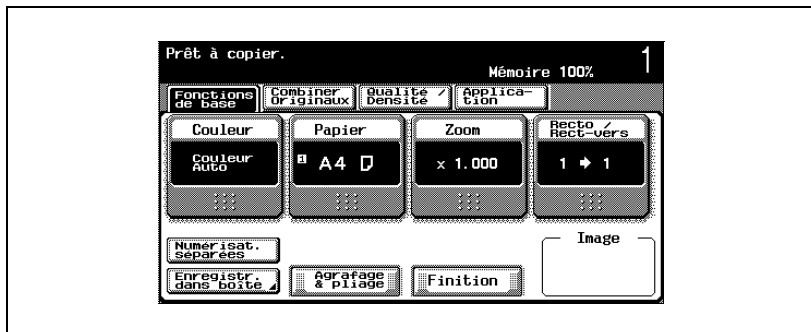 Prêt à copier.
Mémoire 100%
1
Fonctions
de base
Combiner
Originaux
Qualité /
Densité
Applica-
tion
Couleur
Papier
Zoom
Recto /
Rect-vers
Couleur
Auto
1 A4
x 1.000
1 ➔ 1
Numérisat.
séparées
Image
Enregistr.
dans boîte
Agrafage
& pliage
Finition